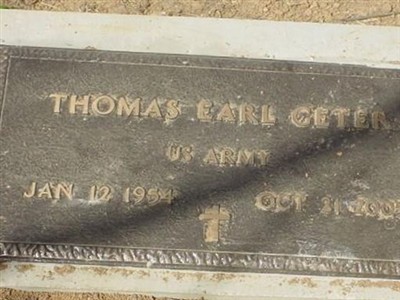 THOMAS EARL GETER
US ARMY
JAN 12 1954 OCT 31